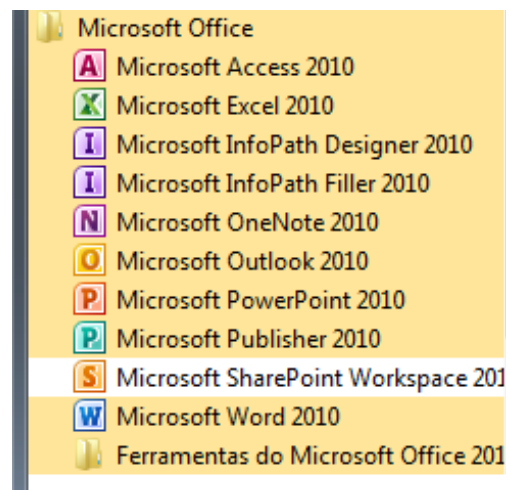 Microsoft Office
Microsoft Access 2010
Microsoft Excel 2010
Microsoft InfoPath Designer 2010
Microsoft InfoPath Filler 2010
Microsoft OneNote 2010
Microsoft Outlook 2010
Microsoft PowerPoint 2010
Microsoft Publisher 2010
Microsoft SharePoint Workspace 201
Microsoft Word 2010
Ferramentas do Microsoft Office 201